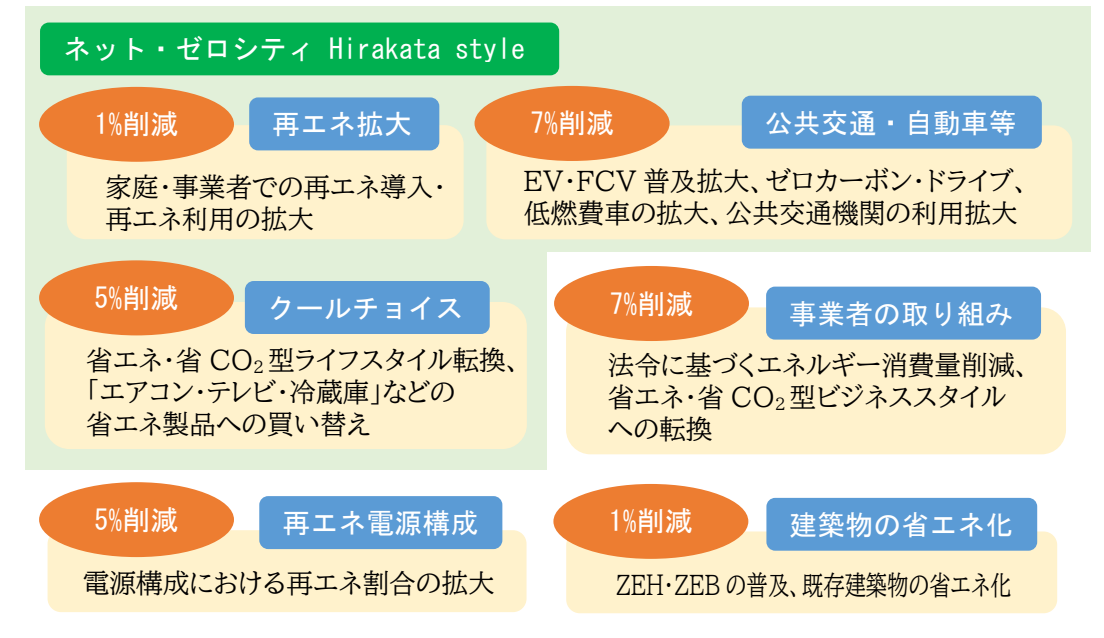 ネット・ゼロシティ Hirakata style
1%削減
再エネ拡大
家庭・事業者での再エネ導入・
再エネ利用の拡大
7%削減
公共交通・自動車等
EV・FCV 普及拡大、ゼロカーボン・ドライブ、
低燃費車の拡大、公共交通機関の利用拡大
5%削減
クールチョイス
省エネ・省 CO₂型ライフスタイル転換、
「エアコン・テレビ・冷蔵庫」などの
省エネ製品への買い替え
7%削減
事業者の取り組み
法令に基づくエネルギー消費量削減、
省エネ・省 CO₂型ビジネススタイル
への転換
5%削減
再エネ電源構成
電源構成における再エネ割合の拡大
1%削減
建築物の省エネ化
ZEH・ZEB の普及、既存建築物の省エネ化